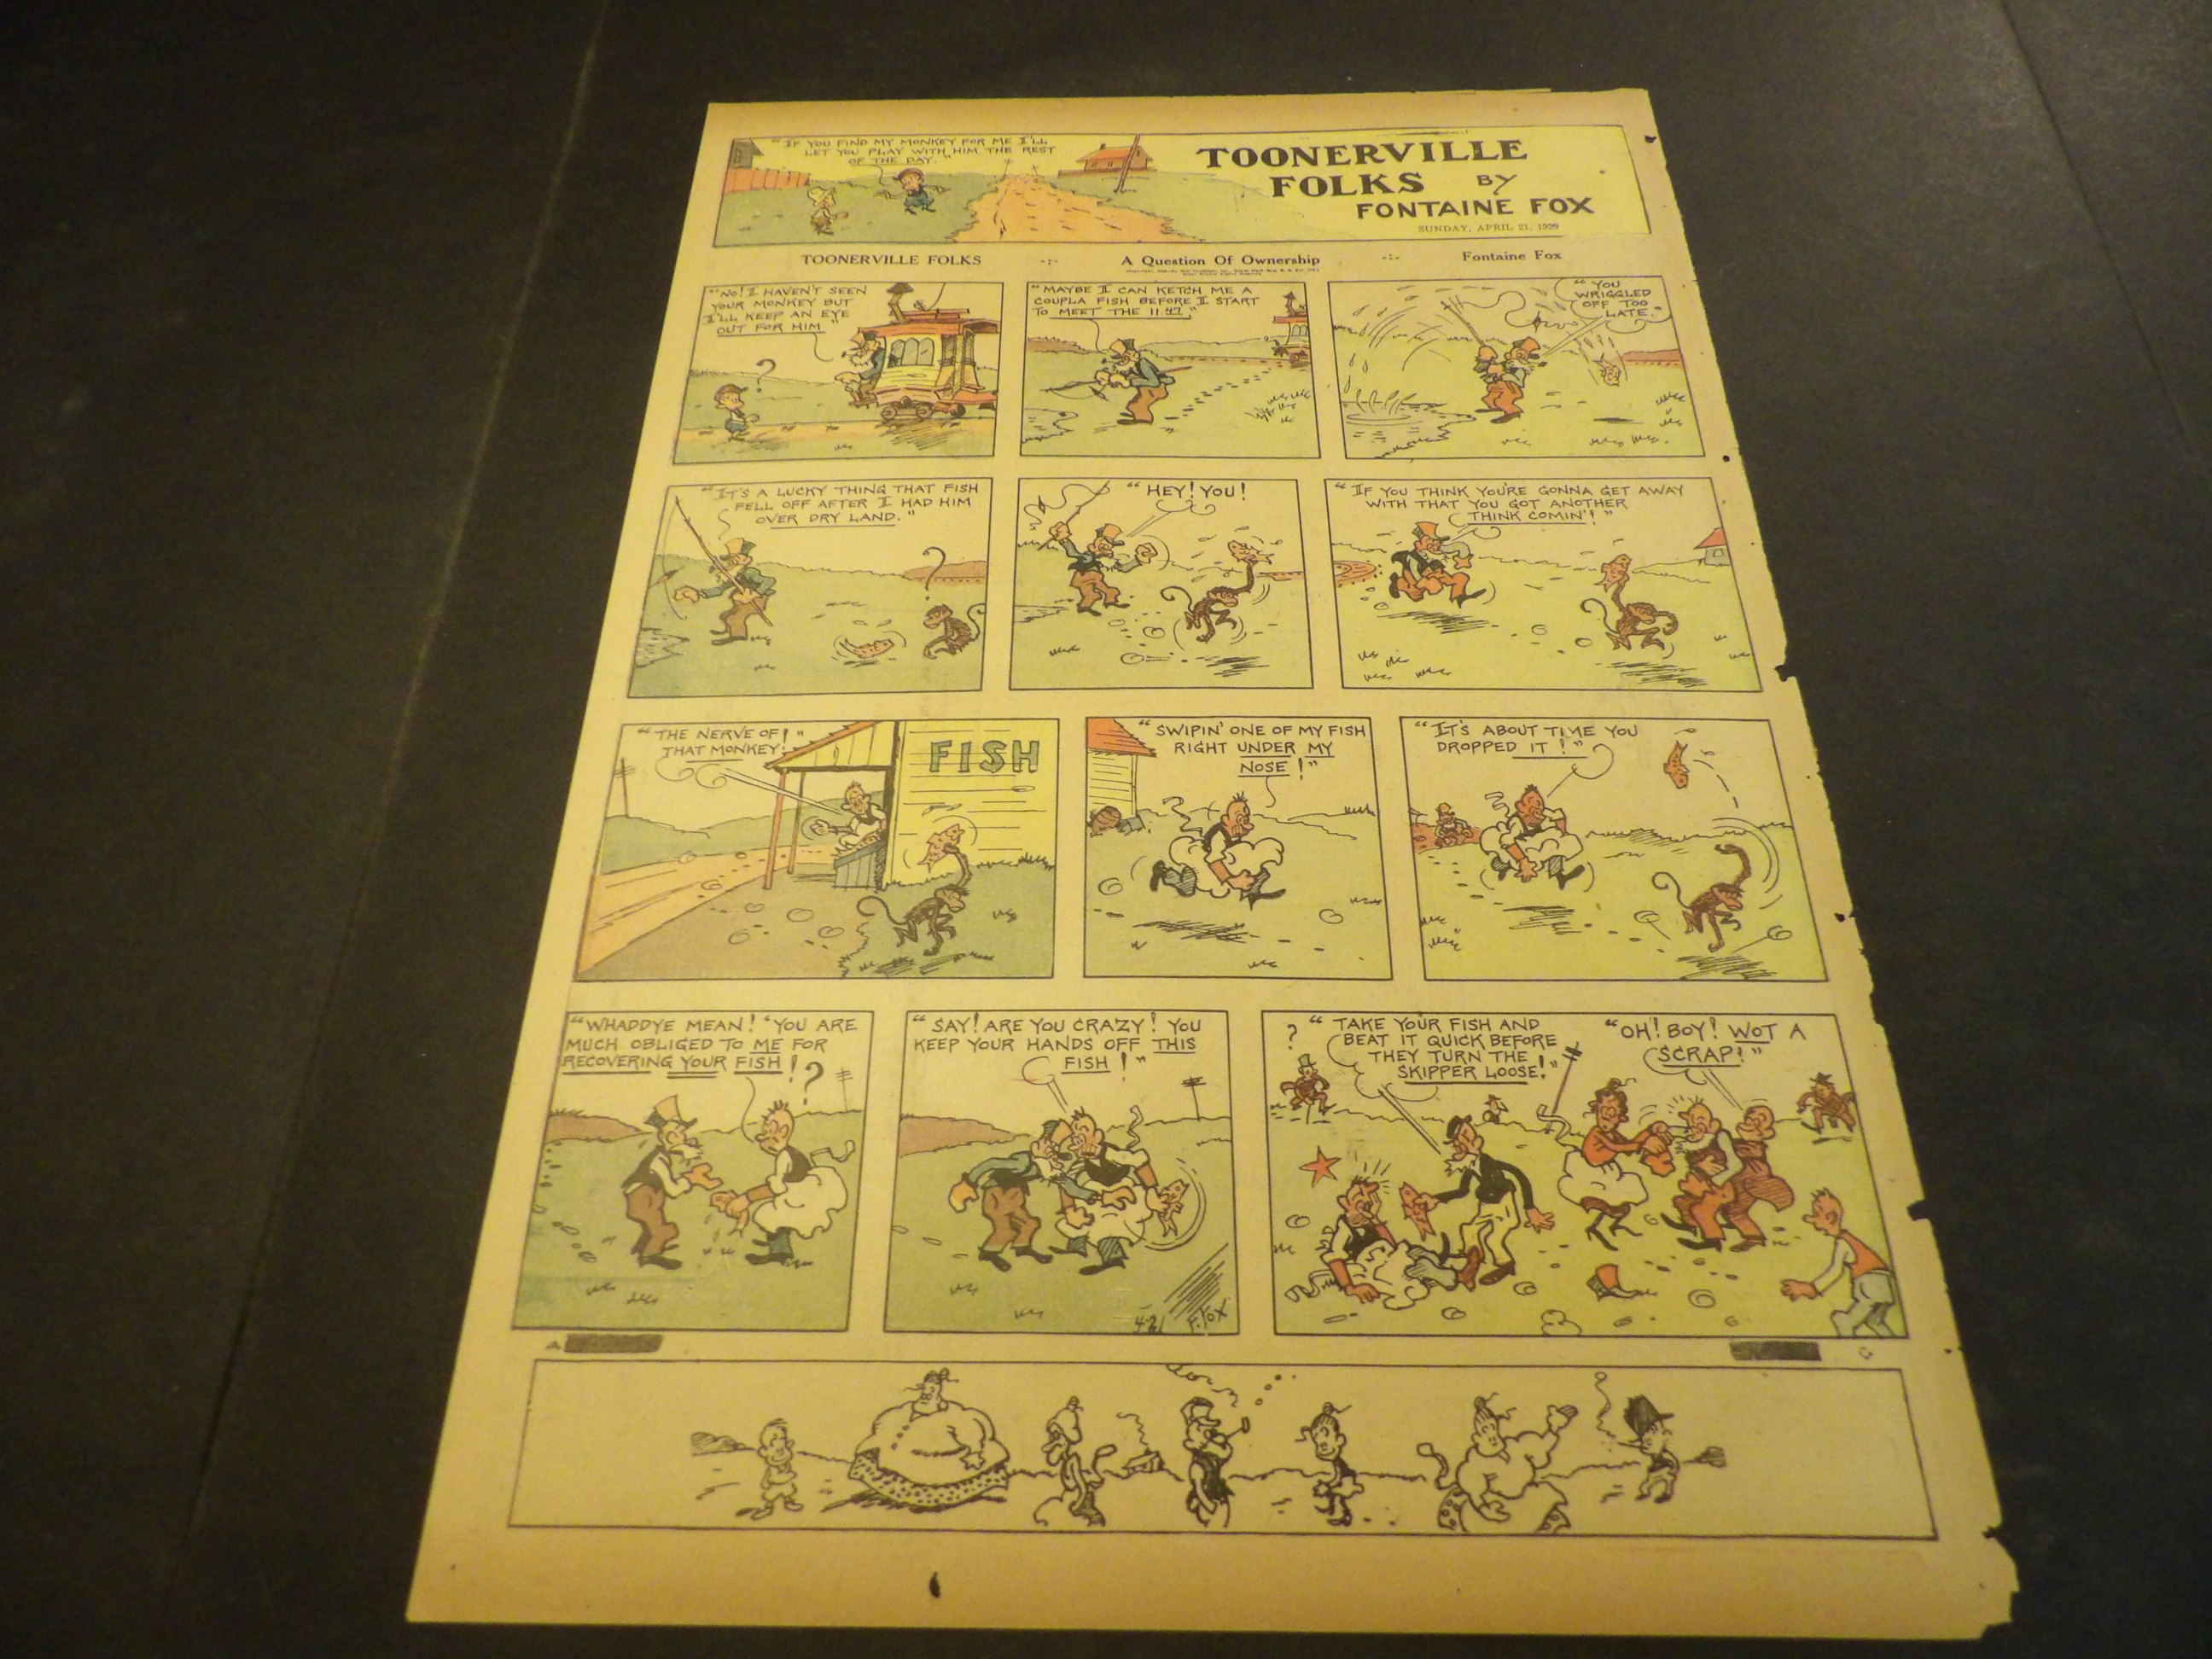 "IF YOU FIND MY MONKEY FOR ME I'LL
LET YOU PLAY WITH HIM THE REST
OF THE DAY."
TOONERVILLE
FOLKS BY
FONTAINE FOX
SUNDAY, APRIL 21, 1929
TOONERVILLE FOLKS -:- A Question Of Ownership -:- Fontaine Fox
"NO! I HAVEN'T SEEN
YOUR MONKEY BUT
I'LL KEEP AN EYE
OUT FOR HIM."
?
"MAYBE I CAN KETCH ME A
COUPLA FISH BEFORE I START
TO MEET THE 11.47."
"YOU
WRIGGLED
OFF TOO
LATE."
"IT'S A LUCKY THING THAT FISH
FELL OFF AFTER I HAD HIM
OVER DRY LAND."
?
"HEY! YOU!
"IF YOU THINK YOU'RE GONNA GET AWAY
WITH THAT YOU GOT ANOTHER
THINK COMIN'!"
"THE NERVE OF!"
THAT MONKEY!
FISH
"SWIPIN' ONE OF MY FISH
RIGHT UNDER MY
NOSE!"
"IT'S ABOUT TIME YOU
DROPPED IT!"
"WHADDYE MEAN! 'YOU ARE
MUCH OBLIGED TO ME FOR
RECOVERING YOUR FISH!?
"SAY! ARE YOU CRAZY! YOU
KEEP YOUR HANDS OFF THIS
FISH!"
4-21 F. FOX
?
"TAKE YOUR FISH AND
BEAT IT QUICK BEFORE
THEY TURN THE
SKIPPER LOOSE!"
"OH! BOY! WOT A
SCRAP!"